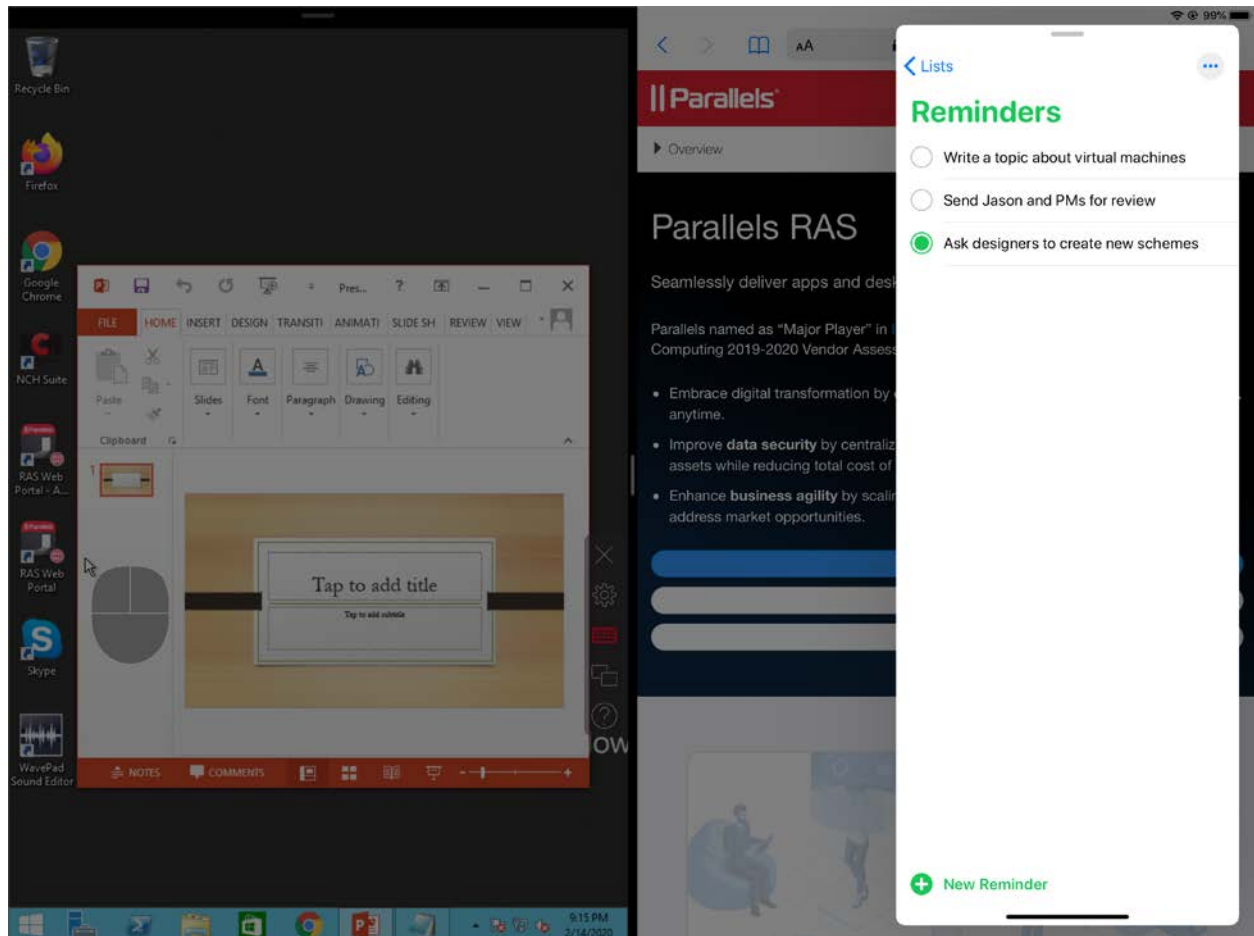 99%
Recycle Bin
Firefox
Google
Chrome
NCH Suite
RAS Web
Portal - A...
RAS Web
Portal
Skype
WavePad
Sound Editor
Pres... ?
FILE HOME INSERT DESIGN TRANSITI ANIMATI SLIDE SH REVIEW VIEW
Paste Slides Font Paragraph Drawing Editing
Clipboard
1
Tap to add title
Tap to add subtitle
NOTES COMMENTS
ow
9:15 PM
2/14/2020
AA
Parallels
Overview
Parallels RAS
Seamlessly deliver apps and desk
Parallels named as “Major Player” in
Computing 2019-2020 Vendor Assess
• Embrace digital transformation by
anytime.
• Improve data security by centraliz
assets while reducing total cost of
• Enhance business agility by scalin
address market opportunities.
Lists
Reminders
Write a topic about virtual machines
Send Jason and PMs for review
Ask designers to create new schemes
New Reminder